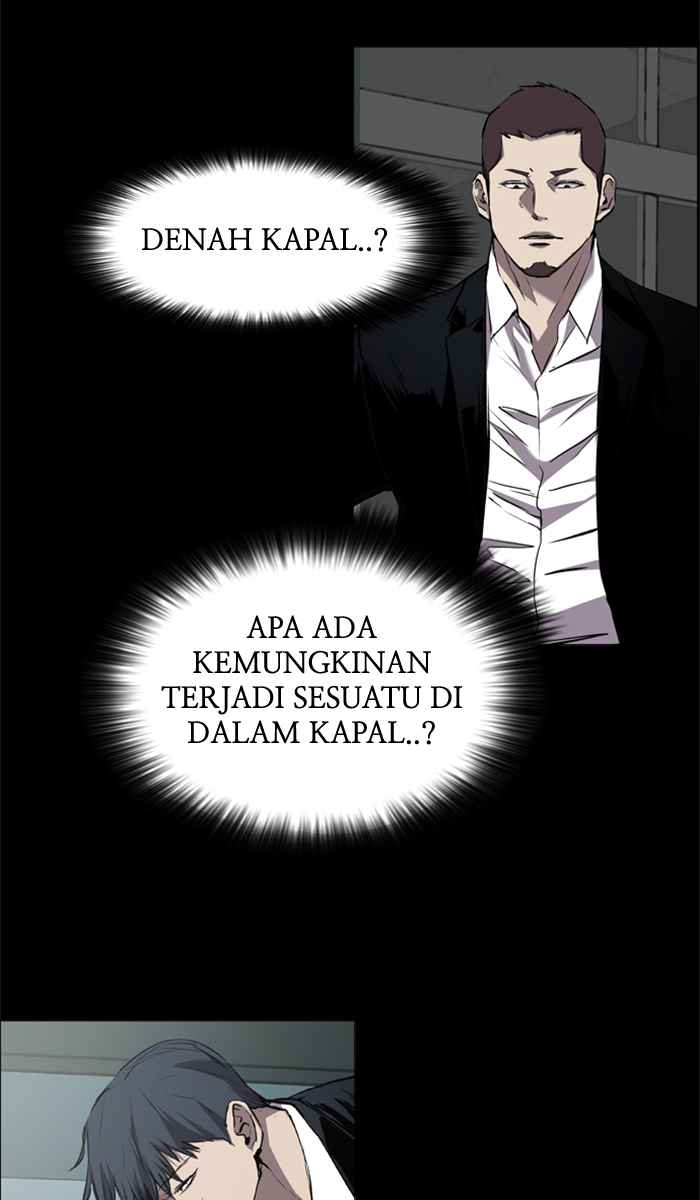 DENAH KAPAL..?
APA ADA
KEMUNGKINAN
TERJADI SESUATU DI
DALAM KAPAL..?